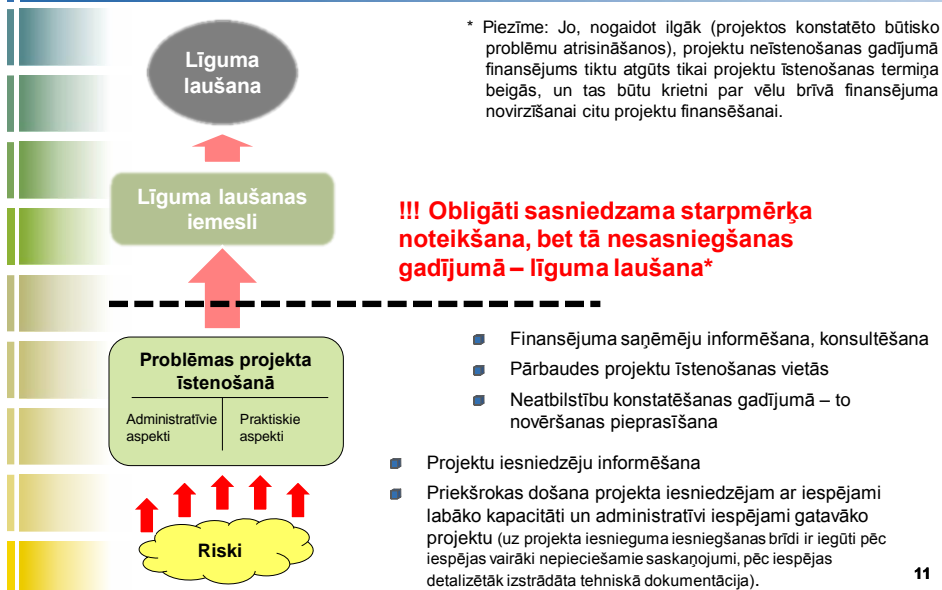 * Piezīme: Jo, nogaidot ilgāk (projektos konstatēto būtisko
problēmu atrisināšanos), projektu neīstenošanas gadījumā
finansējums tiktu atgūts tikai projektu īstenošanas termiņa
beigās, un tas būtu krietni par vēlu brīvā finansējuma
novirzīšanai citu projektu finansēšanai.
Līguma
laušana
Līguma laušanas
iemesli
!!! Obligāti sasniedzama starpmērķa
noteikšana, bet tā nesasniegšanas
gadījumā – līguma laušana*
Problēmas projekta
īstenošanā
Administratīvie
aspekti
Praktiskie
aspekti
Finansējuma saņēmēju informēšana, konsultēšana
Pārbaudes projektu īstenošanas vietās
Neatbilstību konstatēšanas gadījumā – to
novēršanas pieprasīšana
Projektu iesniedzēju informēšana
Priekšrokas došana projekta iesniedzējam ar iespējami
labāko kapacitāti un administratīvi iespējami gatavāko
projektu (uz projekta iesnieguma iesniegšanas brīdi ir iegūti pēc
iespējas vairāki nepieciešamie saskaņojumi, pēc iespējas
detalizētāk izstrādāta tehniskā dokumentācija).
Riski
11